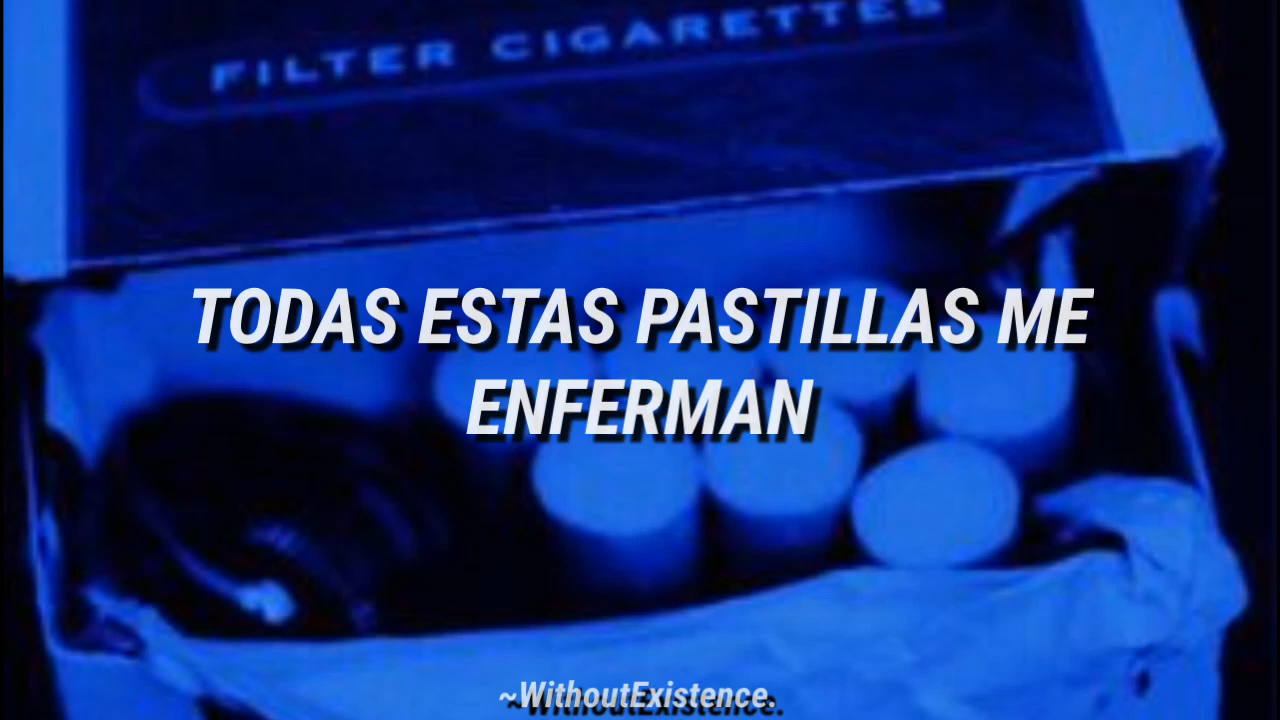 FILTER CIGARETTES
TODAS ESTAS PASTILLAS ME
ENFERMAN
~WithoutExistence.